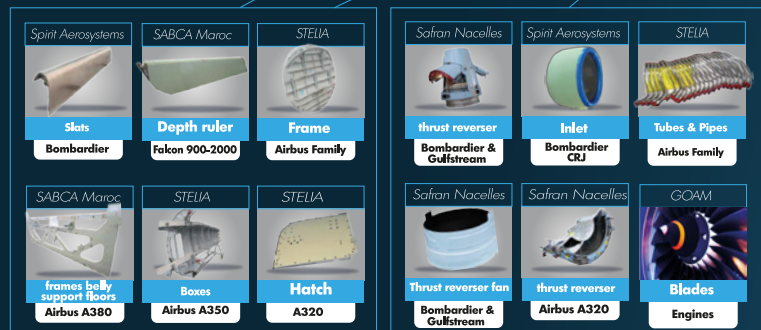 Spirit Aerosystems
Slats
Bombardier
SABCA Maroc
Depth ruler
Falkon 900-2000
STELIA
Frame
Airbus Family
SABCA Maroc
frames belly
support floors
Airbus A380
STELIA
Boxes
Airbus A350
STELIA
Hatch
A320
Safran Nacelles
thrust reverser
Bombardier &
Gulfstream
Spirit Aerosystems
Inlet
Bombardier
CRJ
STELIA
Tubes & Pipes
Airbus Family
Safran Nacelles
Thrust reverser fan
Bombardier &
Gulfstream
Safran Nacelles
thrust reverser
Airbus A320
GOAM
Blades
Engines